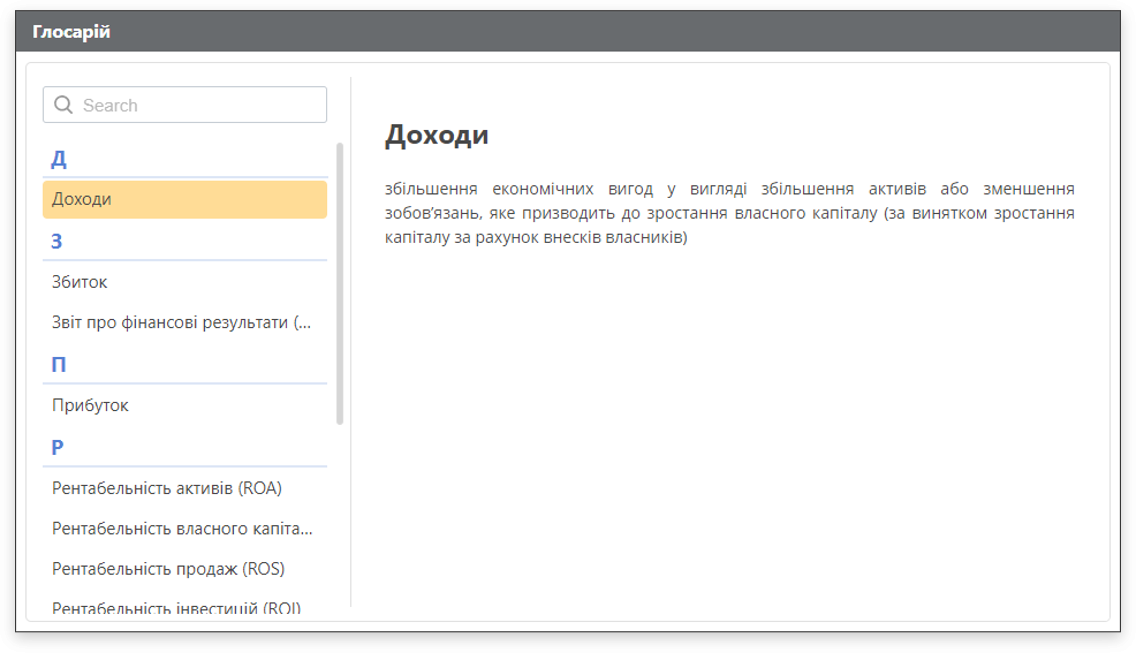 Глосарій
Search
Д
Доходи
З
Збиток
Звіт про фінансові результати (...
П
Прибуток
Р
Рентабельність активів (ROA)
Рентабельність власного капіта...
Рентабельність продаж (ROS)
Рентабельність інвестицій (ROI)
Доходи
збільшення економічних вигод у вигляді збільшення активів або зменшення
зобов’язань, яке призводить до зростання власного капіталу (за винятком зростання
капіталу за рахунок внесків власників)